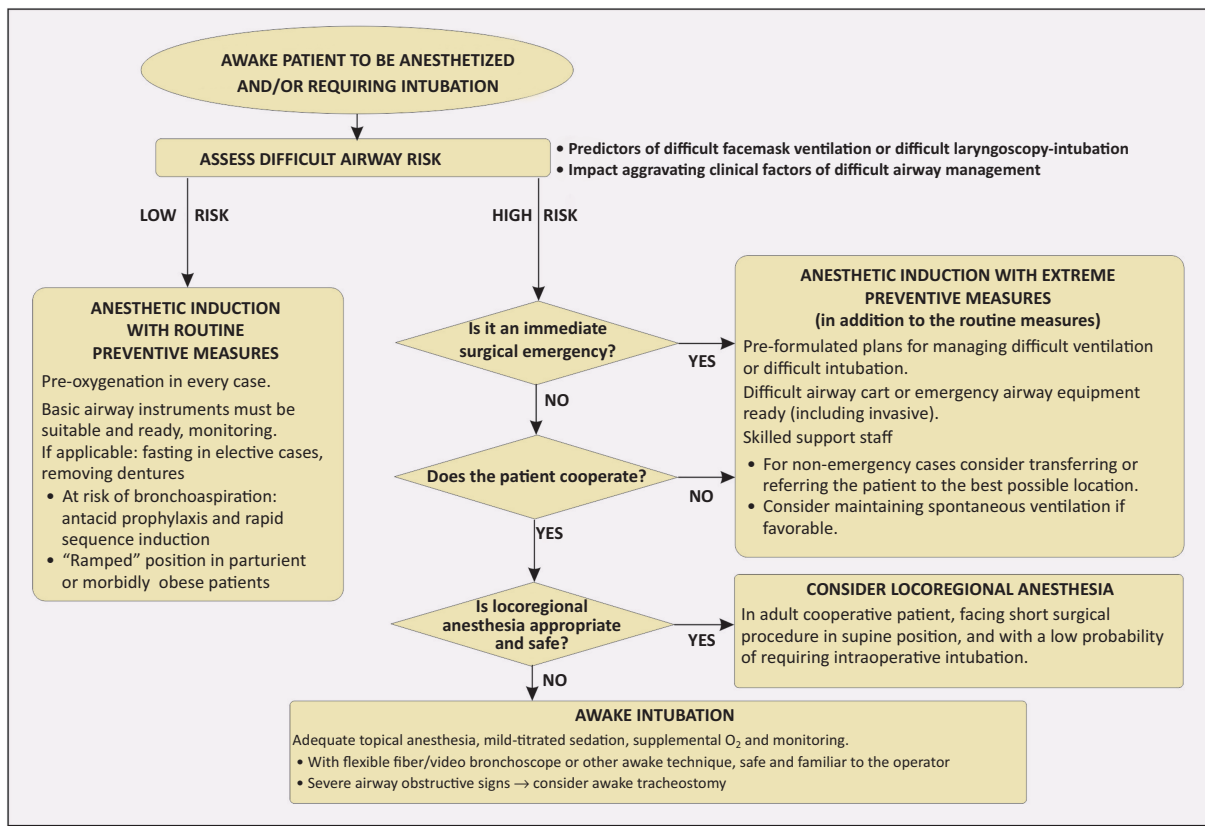 AWAKE PATIENT TO BE ANESTHETIZED
AND/OR REQUIRING INTUBATION
ASSESS DIFFICULT AIRWAY RISK
• Predictors of difficult facemask ventilation or difficult laryngoscopy-intubation
• Impact aggravating clinical factors of difficult airway management
LOW RISK
HIGH RISK
ANESTHETIC INDUCTION
WITH ROUTINE
PREVENTIVE MEASURES
Pre-oxygenation in every case.
Basic airway instruments must be
suitable and ready, monitoring.
If applicable: fasting in elective cases,
removing dentures
• At risk of bronchoaspiration:
antacid prophylaxis and rapid
sequence induction
• “Ramped” position in parturient
or morbidly obese patients
Is it an immediate
surgical emergency?
YES
NO
ANESTHETIC INDUCTION WITH EXTREME
PREVENTIVE MEASURES
(in addition to the routine measures)
Pre-formulated plans for managing difficult ventilation
or difficult intubation.
Difficult airway cart or emergency airway equipment
ready (including invasive).
Skilled support staff
• For non-emergency cases consider transferring or
referring the patient to the best possible location.
• Consider maintaining spontaneous ventilation if
favorable.
Does the patient cooperate?
NO
YES
Is locoregional
anesthesia appropriate
and safe?
YES
NO
CONSIDER LOCOREGIONAL ANESTHESIA
In adult cooperative patient, facing short surgical
procedure in supine position, and with a low probability
of requiring intraoperative intubation.
AWAKE INTUBATION
Adequate topical anesthesia, mild-titrated sedation, supplemental O₂ and monitoring.
• With flexible fiber/video bronchoscope or other awake technique, safe and familiar to the operator
• Severe airway obstructive signs → consider awake tracheostomy